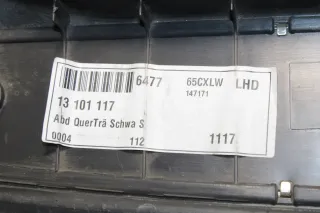 6477 65CXLW LHD
147171
13 101 117
Abd QuerTrä Schwa S
0004 112 1117